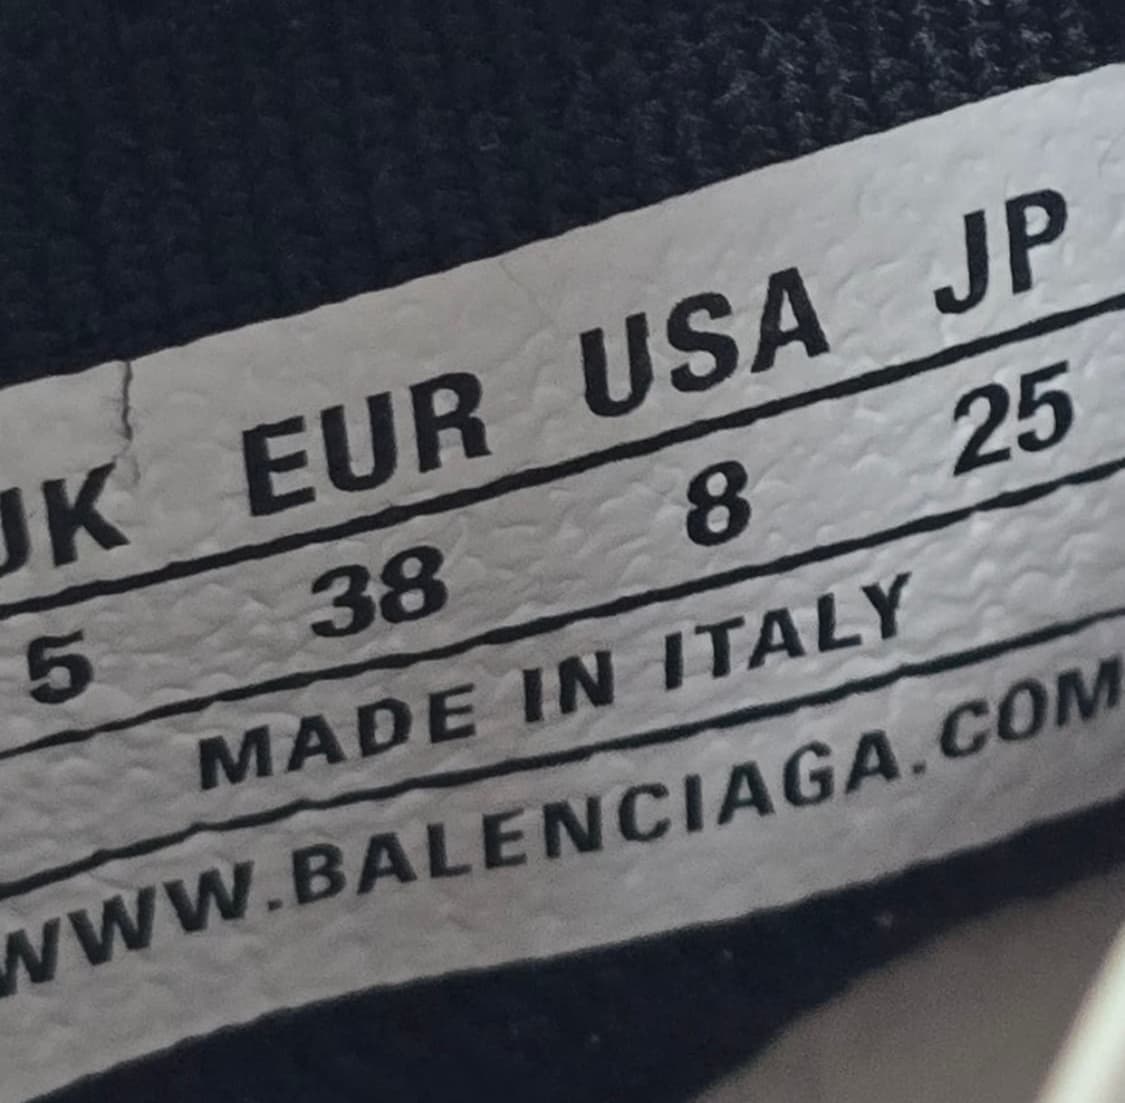 UK EUR USA JP
5 38 8 25
MADE IN ITALY
WWW.BALENCIAGA.COM